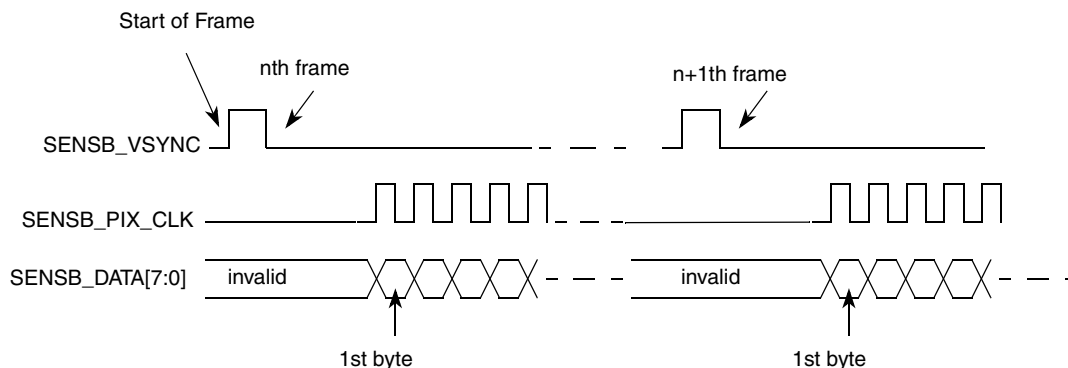 Start of Frame
nth frame
n+1th frame
SENSB_VSYNC
SENSB_PIX_CLK
SENSB_DATA[7:0]
invalid
invalid
1st byte
1st byte